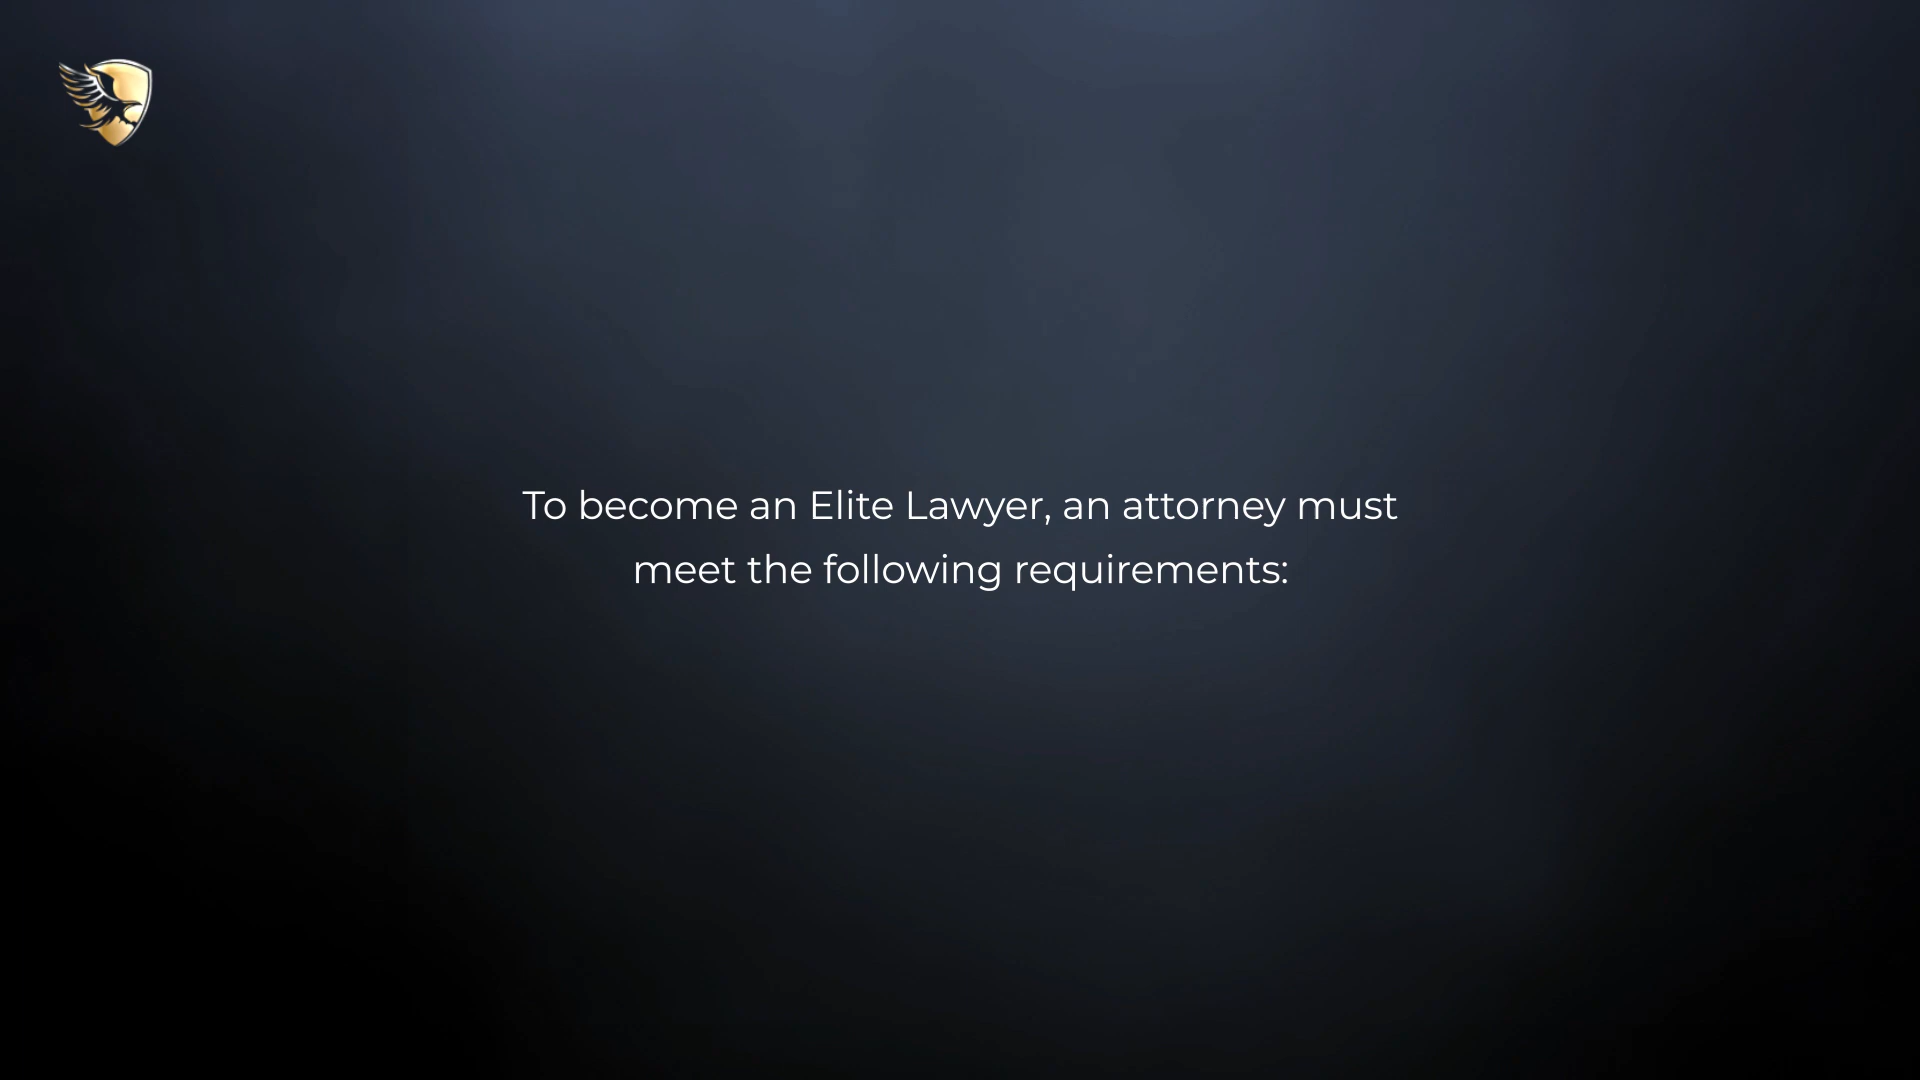 To become an Elite Lawyer, an attorney must
meet the following requirements: